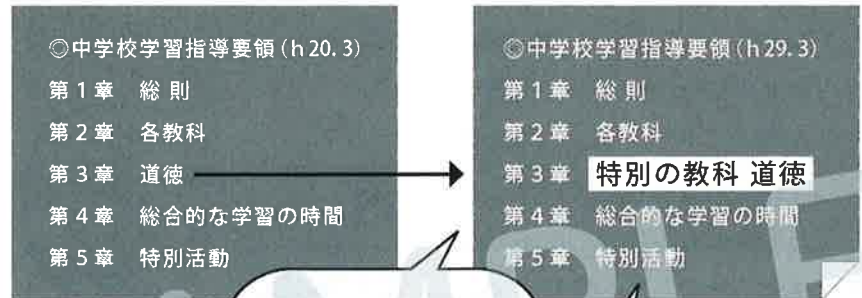 ◎中学校学習指導要領(h20.3)
第1章 総則
第2章 各教科
第3章 道徳
第4章 総合的な学習の時間
第5章 特別活動
◎中学校学習指導要領(h29.3)
第1章 総則
第2章 各教科
第3章 特別の教科 道徳
第4章 総合的な学習の時間
第5章 特別活動